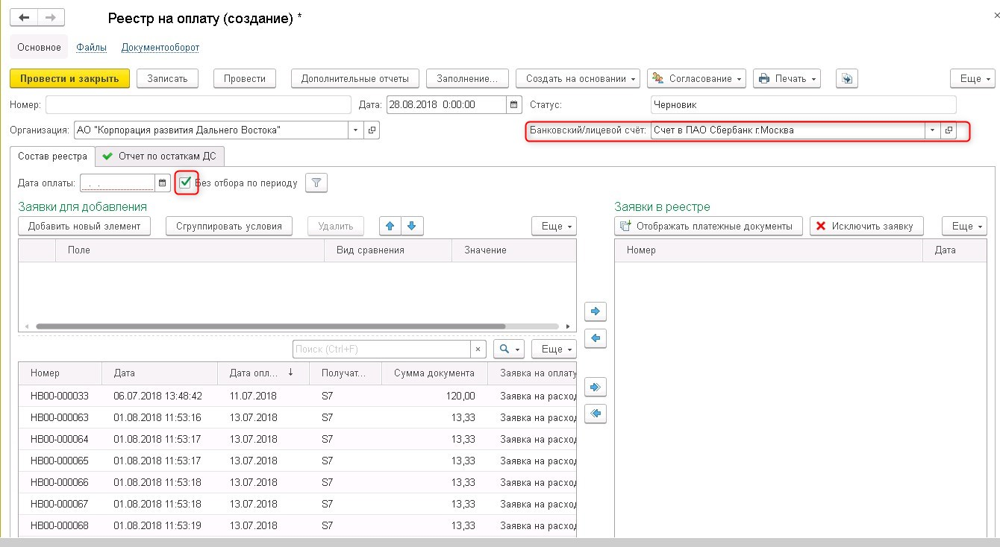 Реестр на оплату (создание) *
Основное Файлы Документооборот
Провести и закрыть Записать Провести Дополнительные отчеты Заполнение... Создать на основании Согласование Печать Еще
Номер: Дата: 28.08.2018 0:00:00 Статус: Черновик
Организация: АО "Корпорация развития Дальнего Востока" Банковский/лицевой счёт: Счет в ПАО Сбербанк г.Москва
Состав реестра Отчет по остаткам ДС
Дата оплаты: . . Без отбора по периоду
Заявки для добавления Заявки в реестре
Добавить новый элемент Сгруппировать условия Удалить Еще Отображать платежные документы Исключить заявку Еще
Поле Вид сравнения Значение Номер Дата
Поиск (Ctrl+F) × Еще
Номер Дата Дата опл... ↓ Получат... Сумма документа Заявка на оплату
НВ00-000033 06.07.2018 13:48:42 11.07.2018 S7 120,00 Заявка на расход
НВ00-000063 01.08.2018 11:53:16 13.07.2018 S7 13,33 Заявка на расход
НВ00-000064 01.08.2018 11:53:17 13.07.2018 S7 13,33 Заявка на расход
НВ00-000065 01.08.2018 11:53:17 13.07.2018 S7 13,33 Заявка на расход
НВ00-000066 01.08.2018 11:53:18 13.07.2018 S7 13,33 Заявка на расход
НВ00-000067 01.08.2018 11:53:18 13.07.2018 S7 13,33 Заявка на расход
НВ00-000068 01.08.2018 11:53:19 13.07.2018 S7 13,33 Заявка на расход